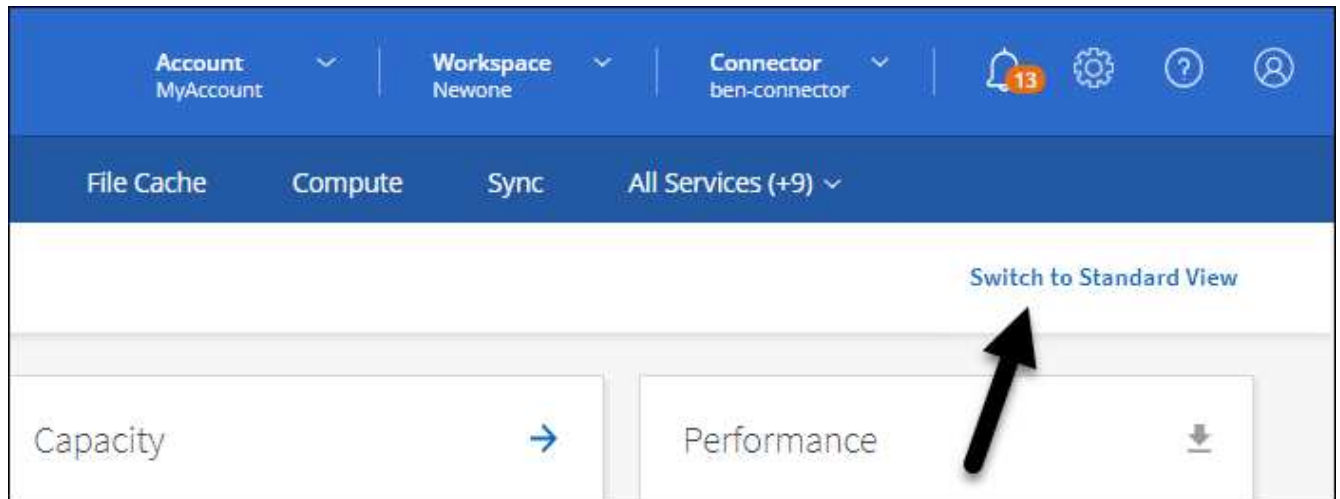 Account Workspace Connector
MyAccount Newone ben-connector
13
?
File Cache Compute Sync All Services (+9)
Switch to Standard View
Capacity Performance